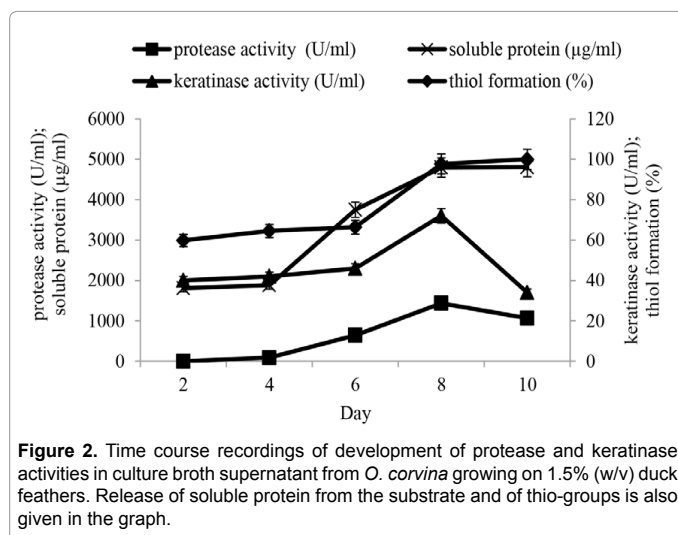 protease activity (U/ml)
soluble protein (µg/ml)
keratinase activity (U/ml)
thiol formation (%)
protease activity (U/ml);
soluble protein (µg/ml)
6000
5000
4000
3000
2000
1000
0
120
100
80
60
40
20
0
keratinase activity (U/ml);
thiol formation (%)
2 4 6 8 10
Day
Figure 2. Time course recordings of development of protease and keratinase
activities in culture broth supernatant from O. corvina growing on 1.5% (w/v) duck
feathers. Release of soluble protein from the substrate and of thio-groups is also
given in the graph.